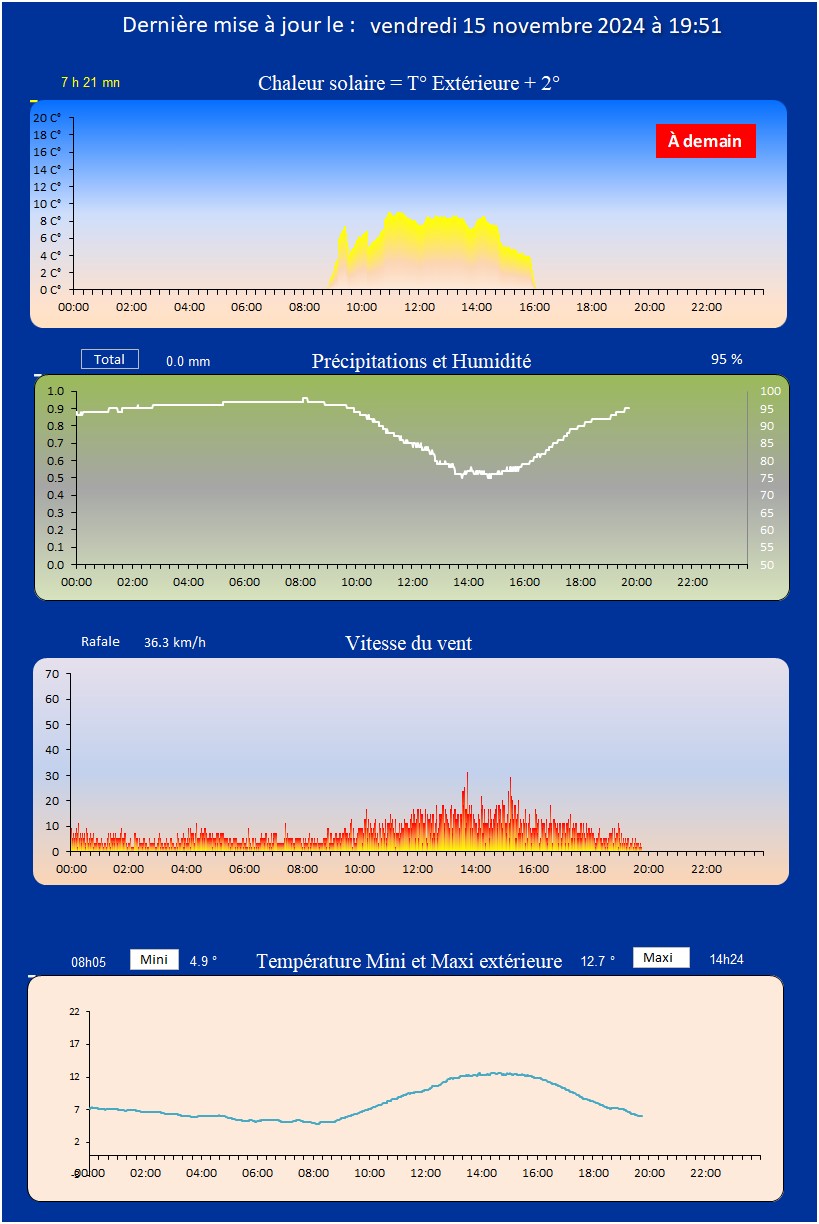 Dernière mise à jour le : vendredi 15 novembre 2024 à 19:51
7 h 21 mn Chaleur solaire = T° Extérieure + 2°
À demain
20 C°
18 C°
16 C°
14 C°
12 C°
10 C°
8 C°
6 C°
4 C°
2 C°
0 C°
00:00 02:00 04:00 06:00 08:00 10:00 12:00 14:00 16:00 18:00 20:00 22:00
Total 0.0 mm Précipitations et Humidité 95 %
1.0 100
0.9 95
0.8 90
0.7 85
0.6 80
0.5 75
0.4 70
0.3 65
0.2 60
0.1 55
0.0 50
00:00 02:00 04:00 06:00 08:00 10:00 12:00 14:00 16:00 18:00 20:00 22:00
Rafale 36.3 km/h Vitesse du vent
70
60
50
40
30
20
10
0
00:00 02:00 04:00 06:00 08:00 10:00 12:00 14:00 16:00 18:00 20:00 22:00
08h05 Mini 4.9 ° Température Mini et Maxi extérieure 12.7 ° Maxi 14h24
22
17
12
7
2
00:00 02:00 04:00 06:00 08:00 10:00 12:00 14:00 16:00 18:00 20:00 22:00